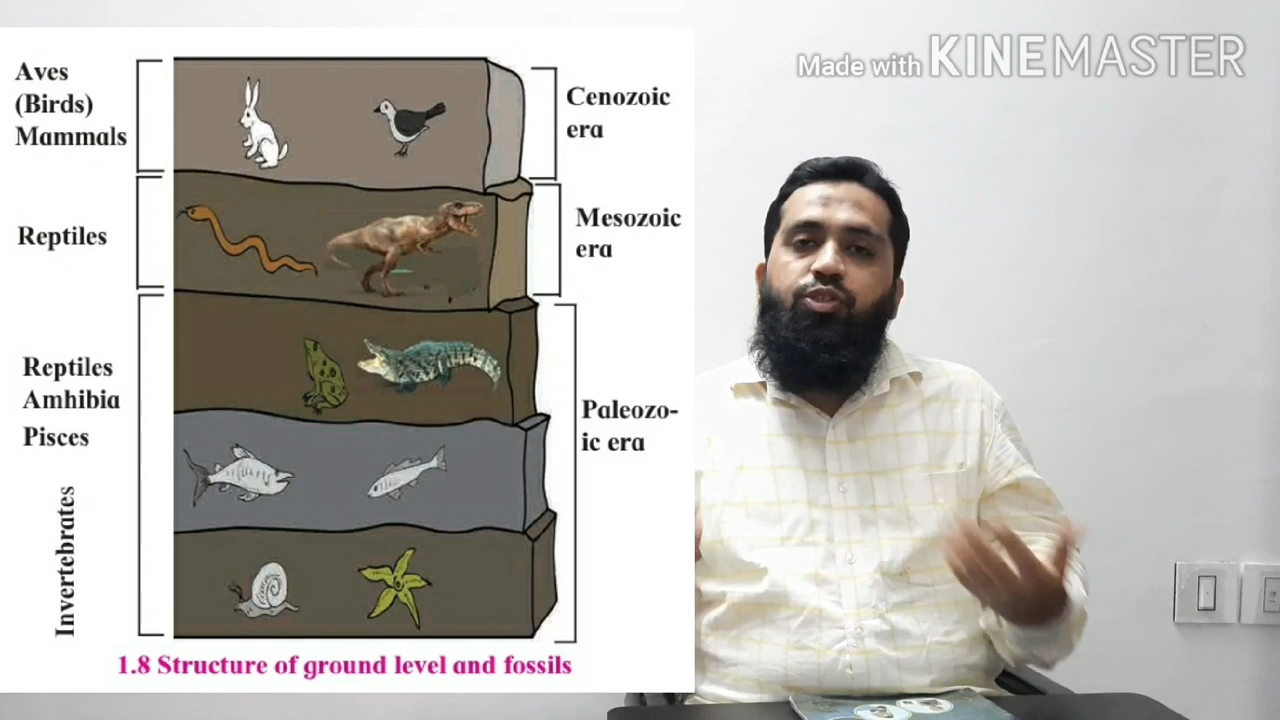 Aves
(Birds)
Mammals
Reptiles
Reptiles
Amhibia
Pisces
Invertebrates
Cenozoic
era
Mesozoic
era
Paleozo-
ic era
1.8 Structure of ground level and fossils
Made with KINEMASTER